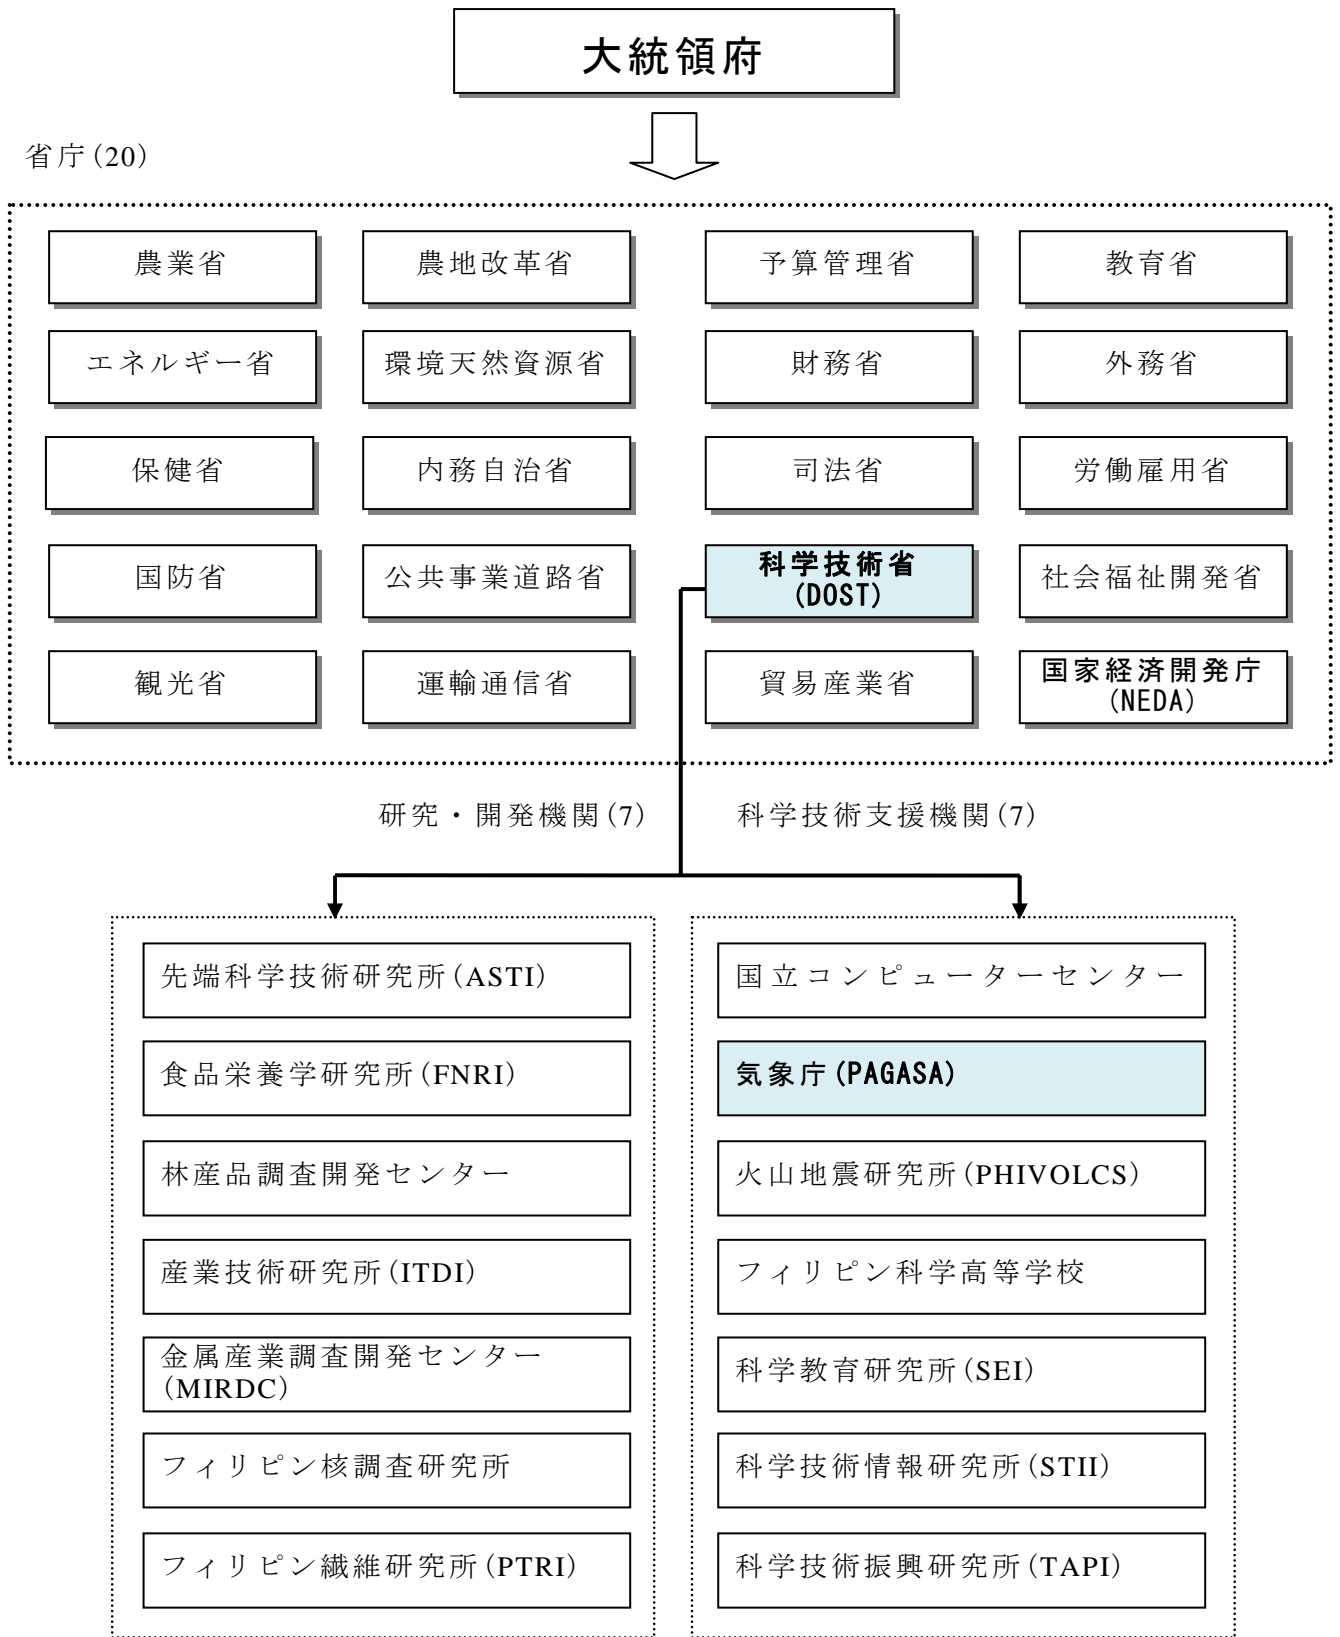 大統領府
省庁(20)
農業省
農地改革省
予算管理省
教育省
エネルギー省
環境天然資源省
財務省
外務省
保健省
内務自治省
司法省
労働雇用省
国防省
公共事業道路省
科学技術省
(DOST)
社会福祉開発省
観光省
運輸通信省
貿易産業省
国家経済開発庁
(NEDA)
研究・開発機関(7)
科学技術支援機関(7)
先端科学技術研究所(ASTI)
食品栄養学研究所(FNRI)
林産品調査開発センター
産業技術研究所(ITDI)
金属産業調査開発センター
(MIRDC)
フィリピン核調査研究所
フィリピン繊維研究所(PTRI)
国立コンピューターセンター
気象庁(PAGASA)
火山地震研究所(PHIVOLCS)
フィリピン科学高等学校
科学教育研究所(SEI)
科学技術情報研究所(STII)
科学技術振興研究所(TAPI)